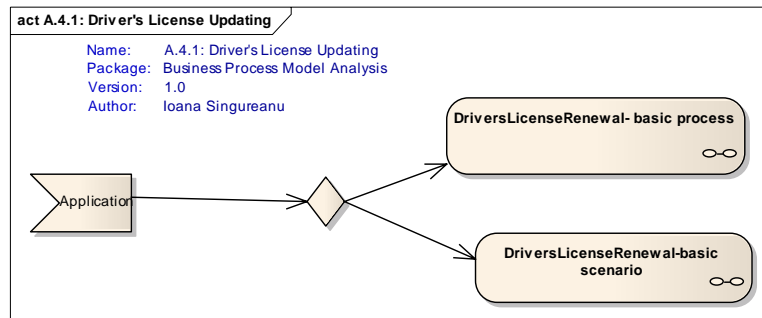 act A.4.1: Driver's License Updating
Name: A.4.1: Driver's License Updating
Package: Business Process Model Analysis
Version: 1.0
Author: Ioana Singureanu
DriversLicenseRenewal- basic process
Application
DriversLicenseRenewal-basic
scenario